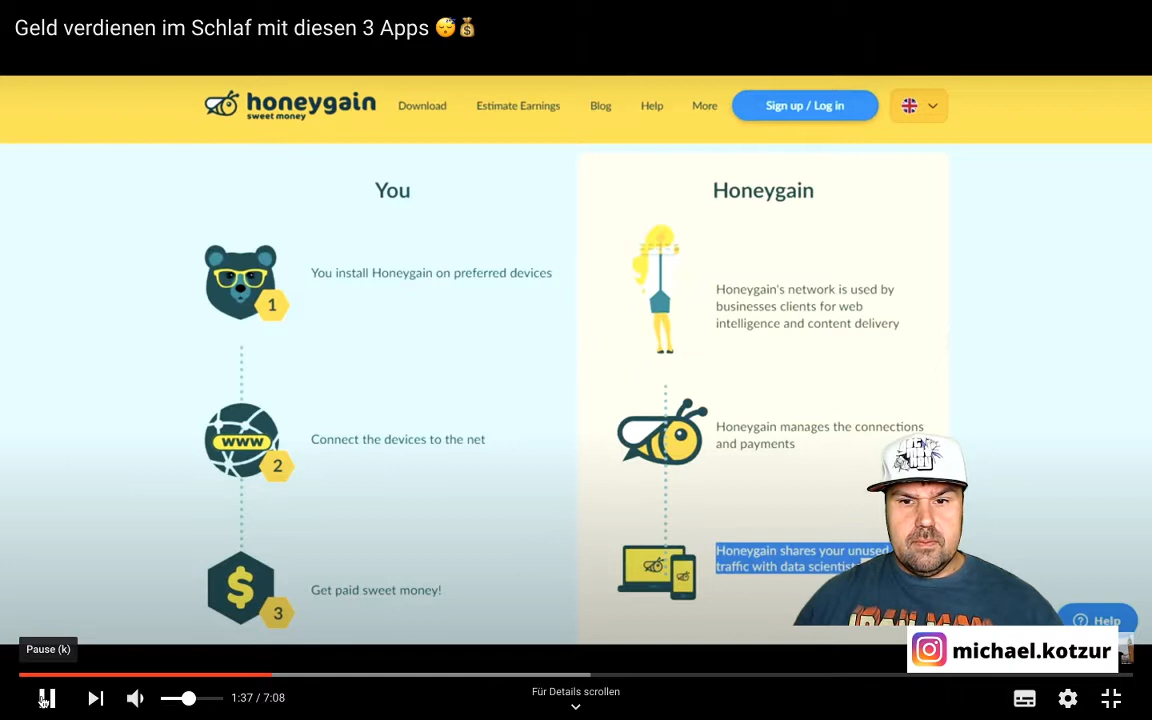 Geld verdienen im Schlaf mit diesen 3 Apps 😴💰
honeygain
sweet money
Download
Estimate Earnings
Blog
Help
More
Sign up / Log in
You
Honeygain
1
You install Honeygain on preferred devices
Honeygain's network is used by
businesses clients for web
intelligence and content delivery
WWW
2
Connect the devices to the net
Honeygain manages the connections
and payments
$
3
Get paid sweet money!
Honeygain shares your unused
traffic with data scientist
Help
michael.kotzur
Pause (k)
1:37 / 7:08
Für Details scrollen